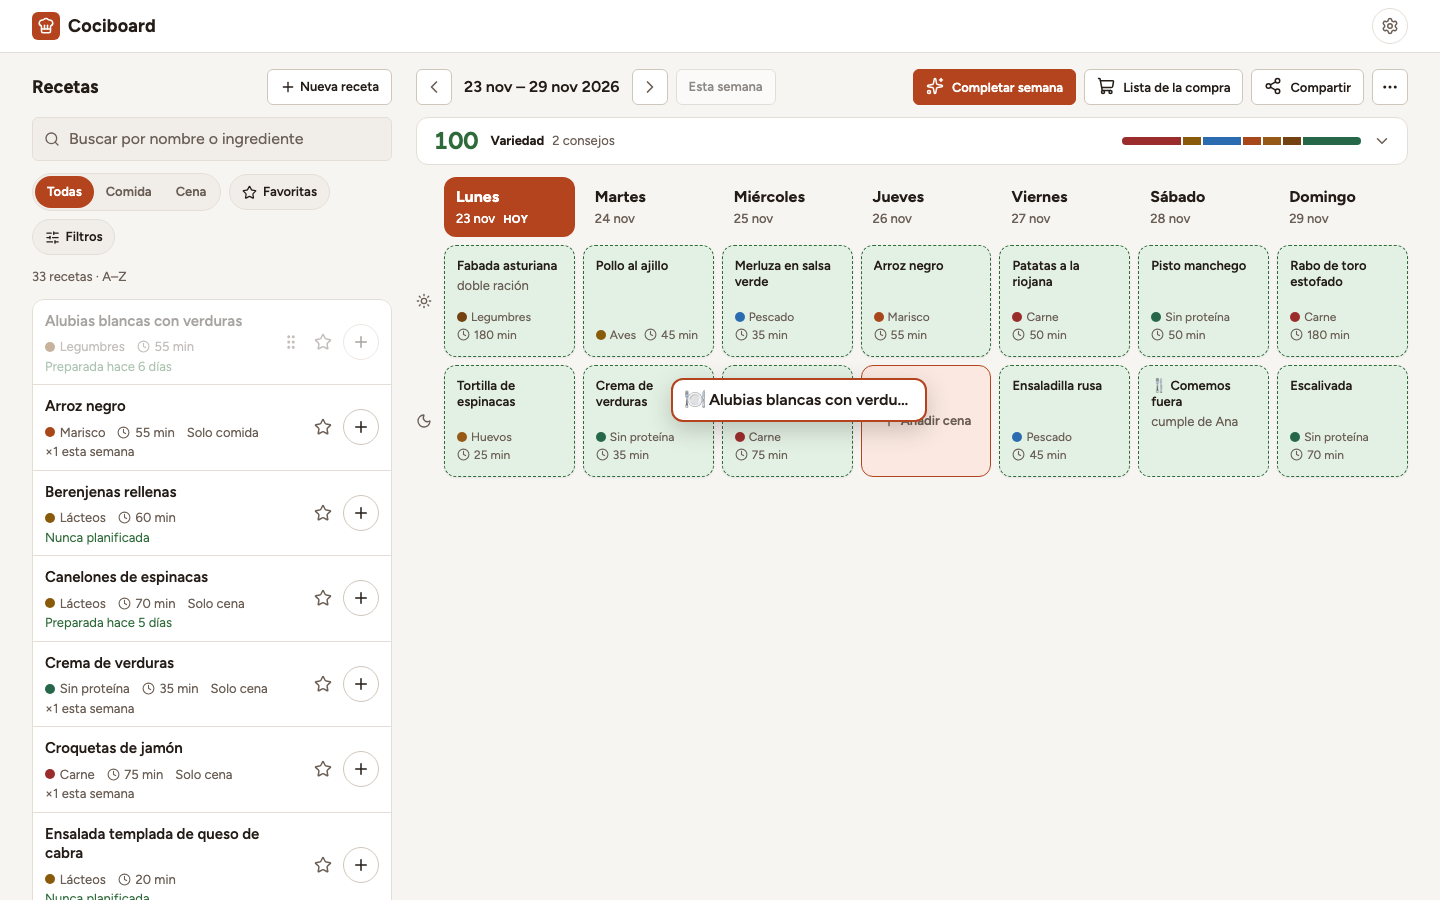 Cociboard
Recetas
Nueva receta
Buscar por nombre o ingrediente
Todas
Comida
Cena
Favoritas
Filtros
33 recetas · A–Z
Alubias blancas con verduras
Legumbres 55 min
Preparada hace 6 días
Arroz negro
Marisco 55 min Solo comida
×1 esta semana
Berenjenas rellenas
Lácteos 60 min
Nunca planificada
Canelones de espinacas
Lácteos 70 min Solo cena
Preparada hace 5 días
Crema de verduras
Sin proteína 35 min Solo cena
×1 esta semana
Croquetas de jamón
Carne 75 min Solo cena
×1 esta semana
Ensalada templada de queso de
cabra
Lácteos 20 min
Nunca planificada
23 nov – 29 nov 2026
Esta semana
Completar semana
Lista de la compra
Compartir
100 Variedad 2 consejos
Lunes
23 nov HOY
Martes
24 nov
Miércoles
25 nov
Jueves
26 nov
Viernes
27 nov
Sábado
28 nov
Domingo
29 nov
Fabada asturiana
doble ración
Legumbres
180 min
Pollo al ajillo
Aves 45 min
Merluza en salsa
verde
Pescado
35 min
Arroz negro
Marisco
55 min
Patatas a la
riojana
Carne
50 min
Pisto manchego
Sin proteína
50 min
Rabo de toro
estofado
Carne
180 min
Tortilla de
espinacas
Huevos
25 min
Crema de
verduras
Sin proteína
35 min
Alubias blancas con verdu...
Carne
75 min
Añadir cena
Ensaladilla rusa
Pescado
45 min
Comemos
fuera
cumple de Ana
Escalivada
Sin proteína
70 min